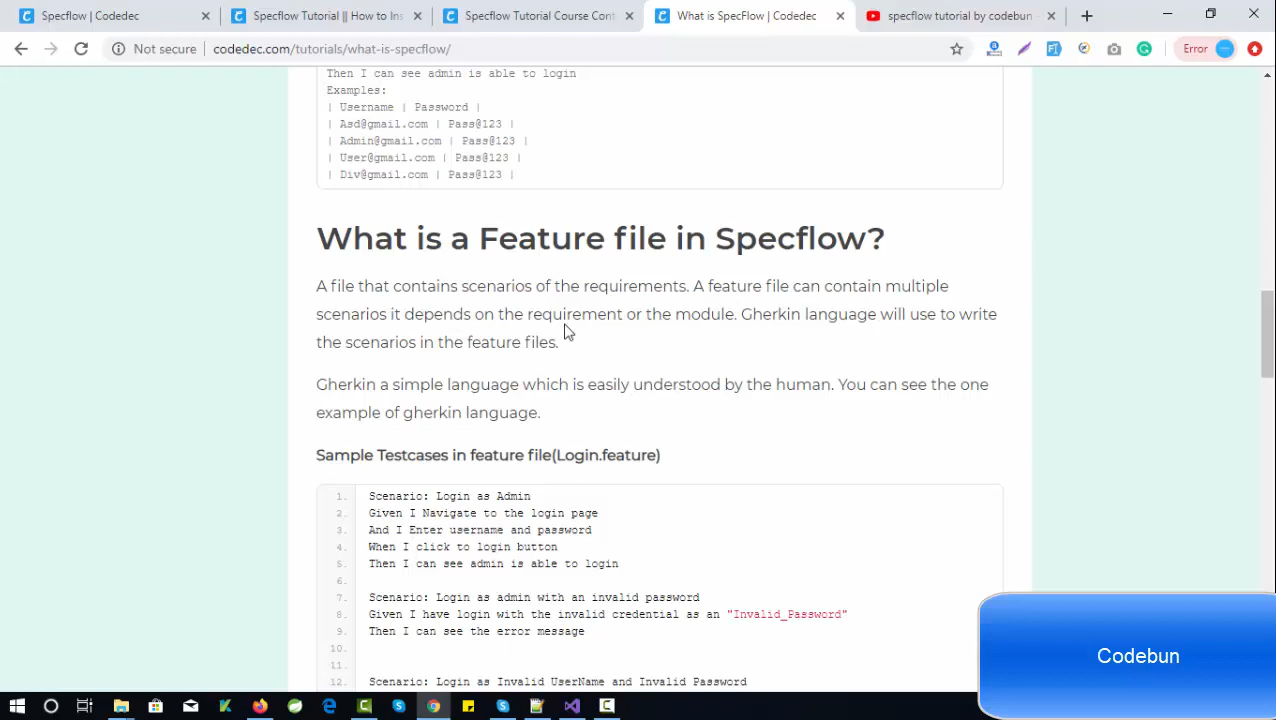 Specflow | Codedec
Specflow Tutorial || How to Ins
Specflow Tutorial Course Cont
What is SpecFlow | Codedec
specflow tutorial by codebun -
Not secure
codedec.com/tutorials/what-is-specflow/
Error
Then I can see admin is able to login
Examples:
| Username | Password |
| Asd@gmail.com | Pass@123 |
| Admin@gmail.com | Pass@123 |
| User@gmail.com | Pass@123 |
| Div@gmail.com | Pass@123 |
What is a Feature file in Specflow?
A file that contains scenarios of the requirements. A feature file can contain multiple
scenarios it depends on the requirement or the module. Gherkin language will use to write
the scenarios in the feature files.
Gherkin a simple language which is easily understood by the human. You can see the one
example of gherkin language.
Sample Testcases in feature file(Login.feature)
1. Scenario: Login as Admin
2. Given I Navigate to the login page
3. And I Enter username and password
4. When I click to login button
5. Then I can see admin is able to login
6.
7. Scenario: Login as admin with an invalid password
8. Given I have login with the invalid credential as an "Invalid_Password"
9. Then I can see the error message
10.
11.
12. Scenario: Login as Invalid UserName and Invalid Password
Codebun